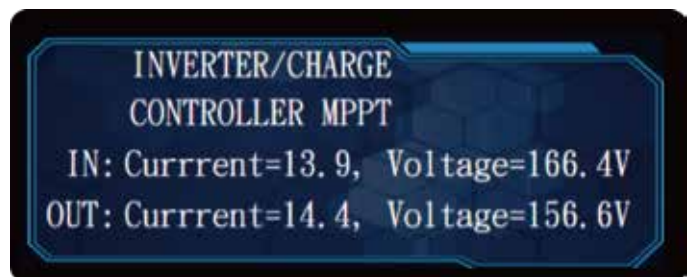 INVERTER/CHARGE
CONTROLLER MPPT
IN: Currrent=13.9, Voltage=166.4V
OUT: Currrent=14.4, Voltage=156.6V